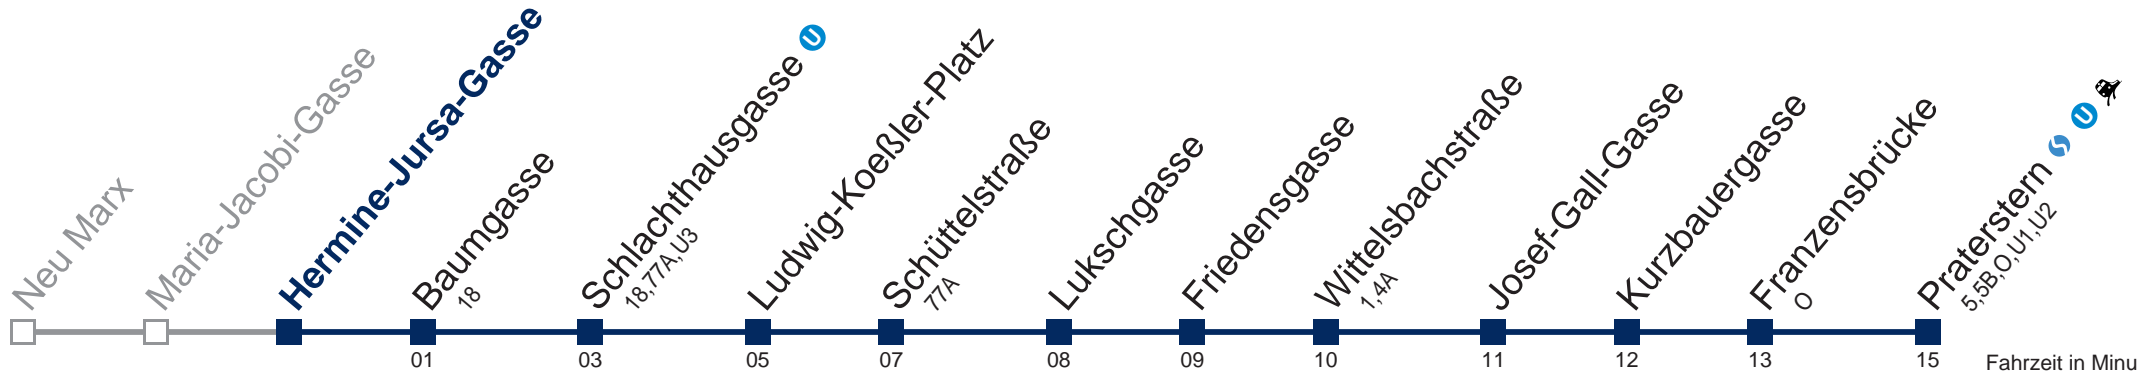 Neu Marx
Maria-Jacobi-Gasse
Hermine-Jursa-Gasse
Baumgasse
18
Schlachthausgasse U
18,77A,U3
Ludwig-Koeßler-Platz
Schüttelstraße
77A
Lukschgasse
Friedensgasse
Wittelsbachstraße
1,4A
Josef-Gall-Gasse
Kurzbauergasse
Franzensbrücke
O
Praterstern S U
5,5B,O,U1,U2
01 03 05 07 08 09 10 11 12 13 15 Fahrzeit in Minu